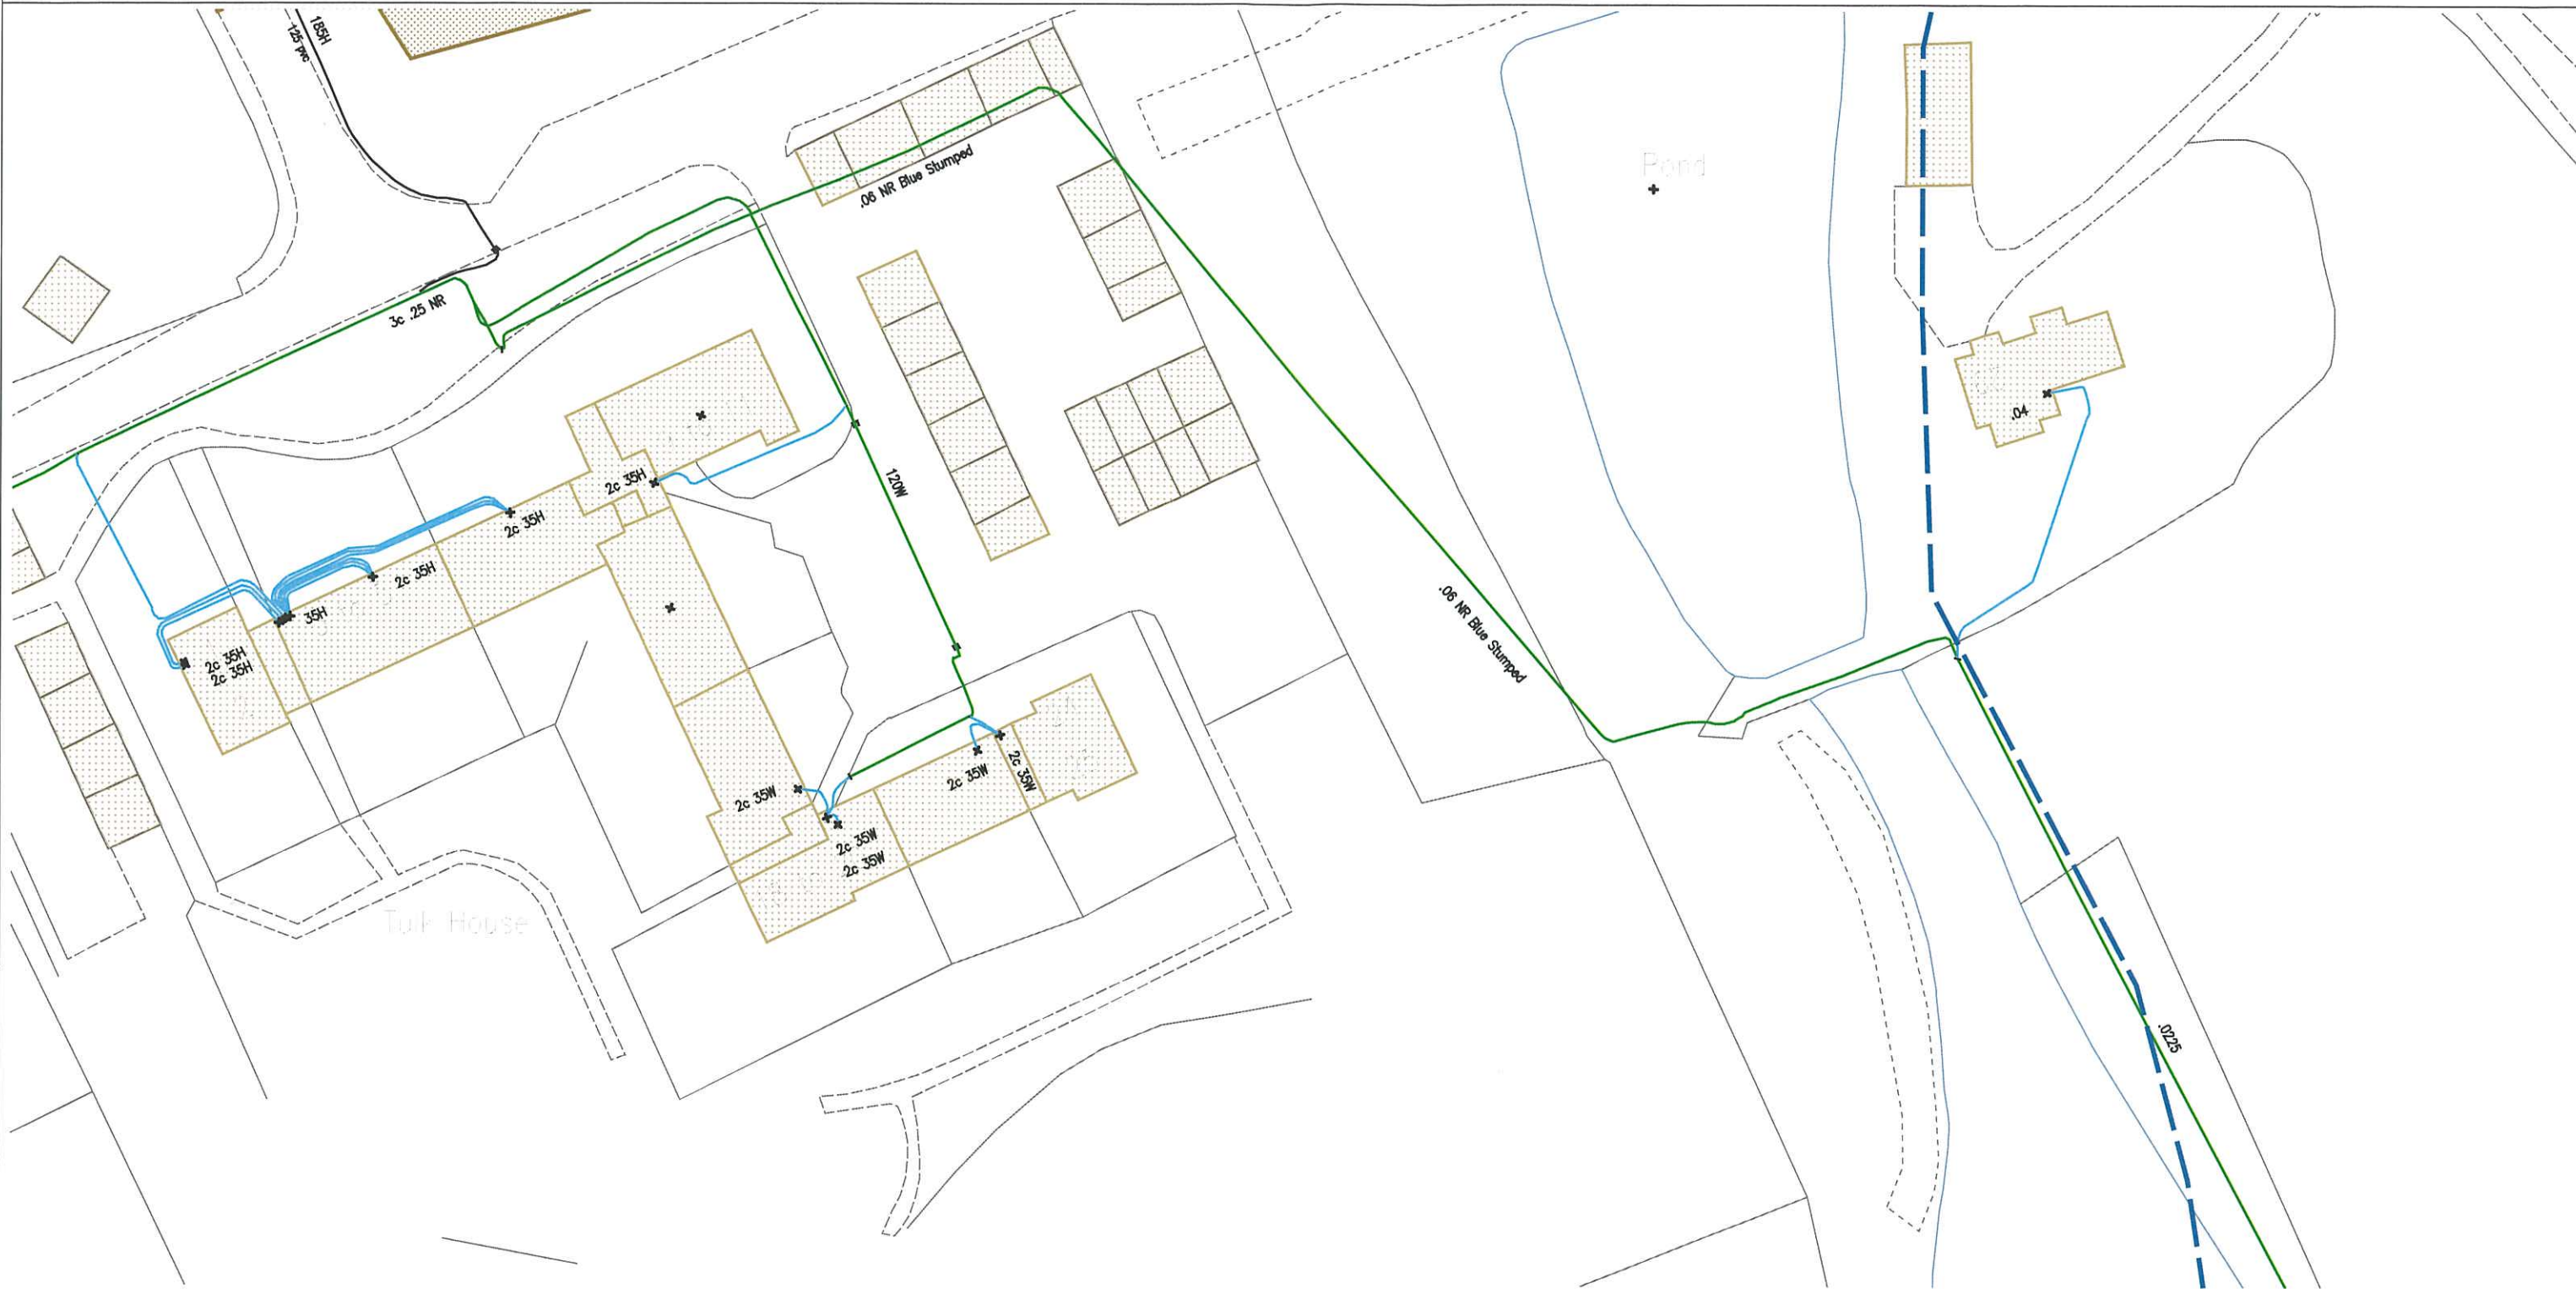 185H
125 pvc
Pond
.06 NR Blue Stumped
3c .25 NR
.04
2c 35H
120W
2c 35H
2c 35H
35H
2c 35H
2c 35H
.06 NR Blue Stumped
2c 35W
2c 35W
2c 35W
2c 35W
2c 35W
House
.0225